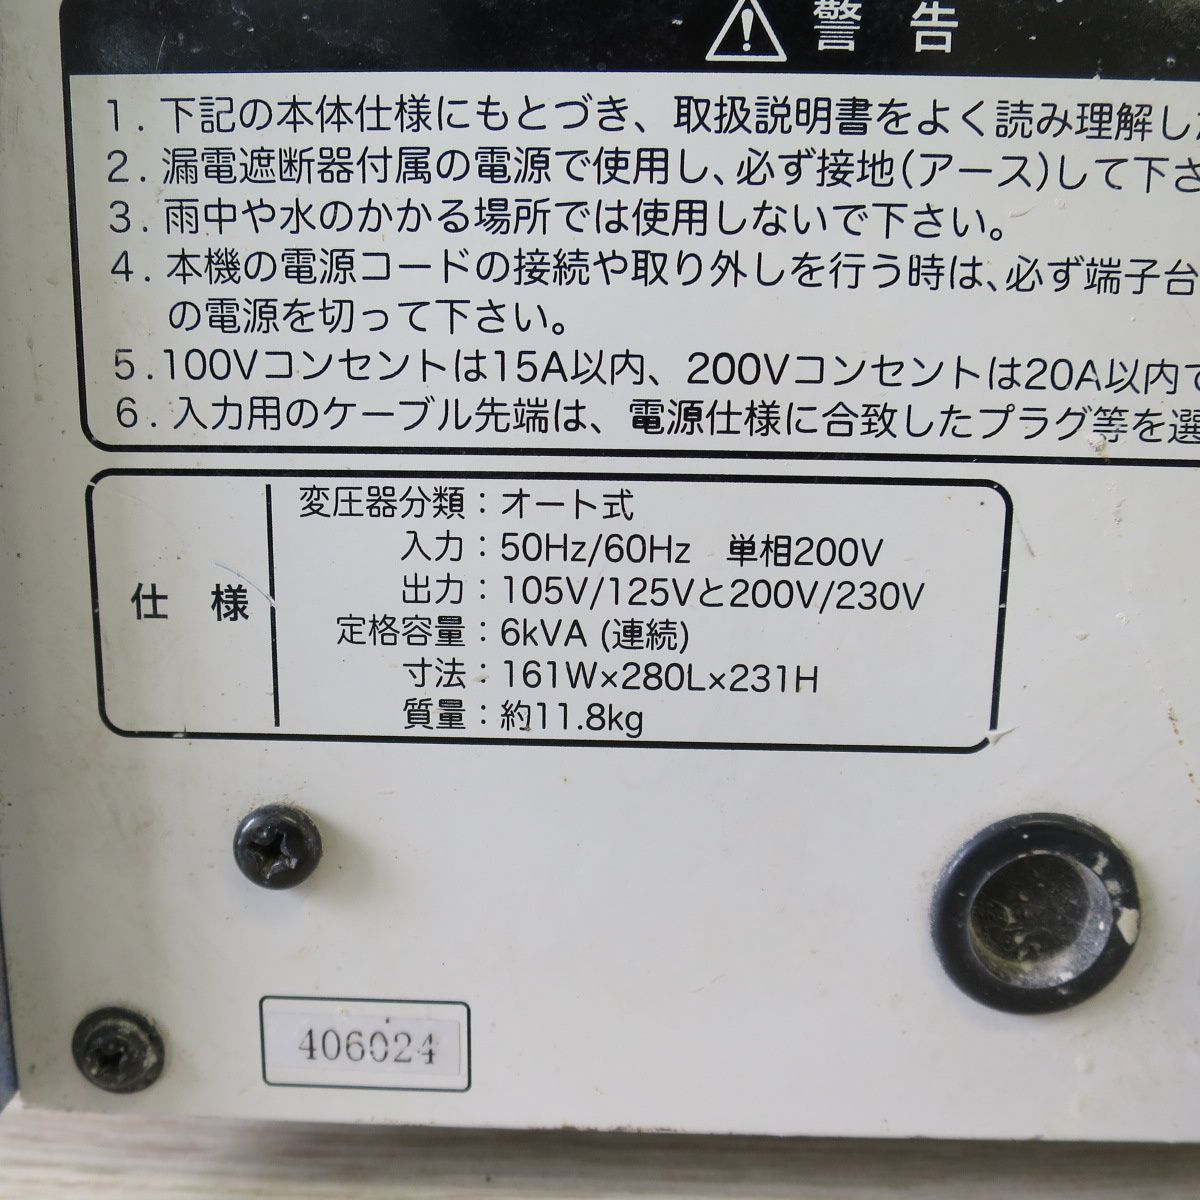 警告
1. 下記の本体仕様にもとづき、取扱説明書をよく読み理解し
2. 漏電遮断器付属の電源で使用し、必ず接地(アース)して下さ
3. 雨中や水のかかる場所では使用しないで下さい。
4. 本機の電源コードの接続や取り外しを行う時は、必ず端子台
の電源を切って下さい。
5. 100Vコンセントは15A以内、200Vコンセントは20A以内で
6. 入力用のケーブル先端は、電源仕様に合致したプラグ等を選
仕様
変圧器分類：オート式
入力：50Hz/60Hz 単相200V
出力：105V/125Vと200V/230V
定格容量：6kVA (連続)
寸法：161W×280L×231H
質量：約11.8kg
406024